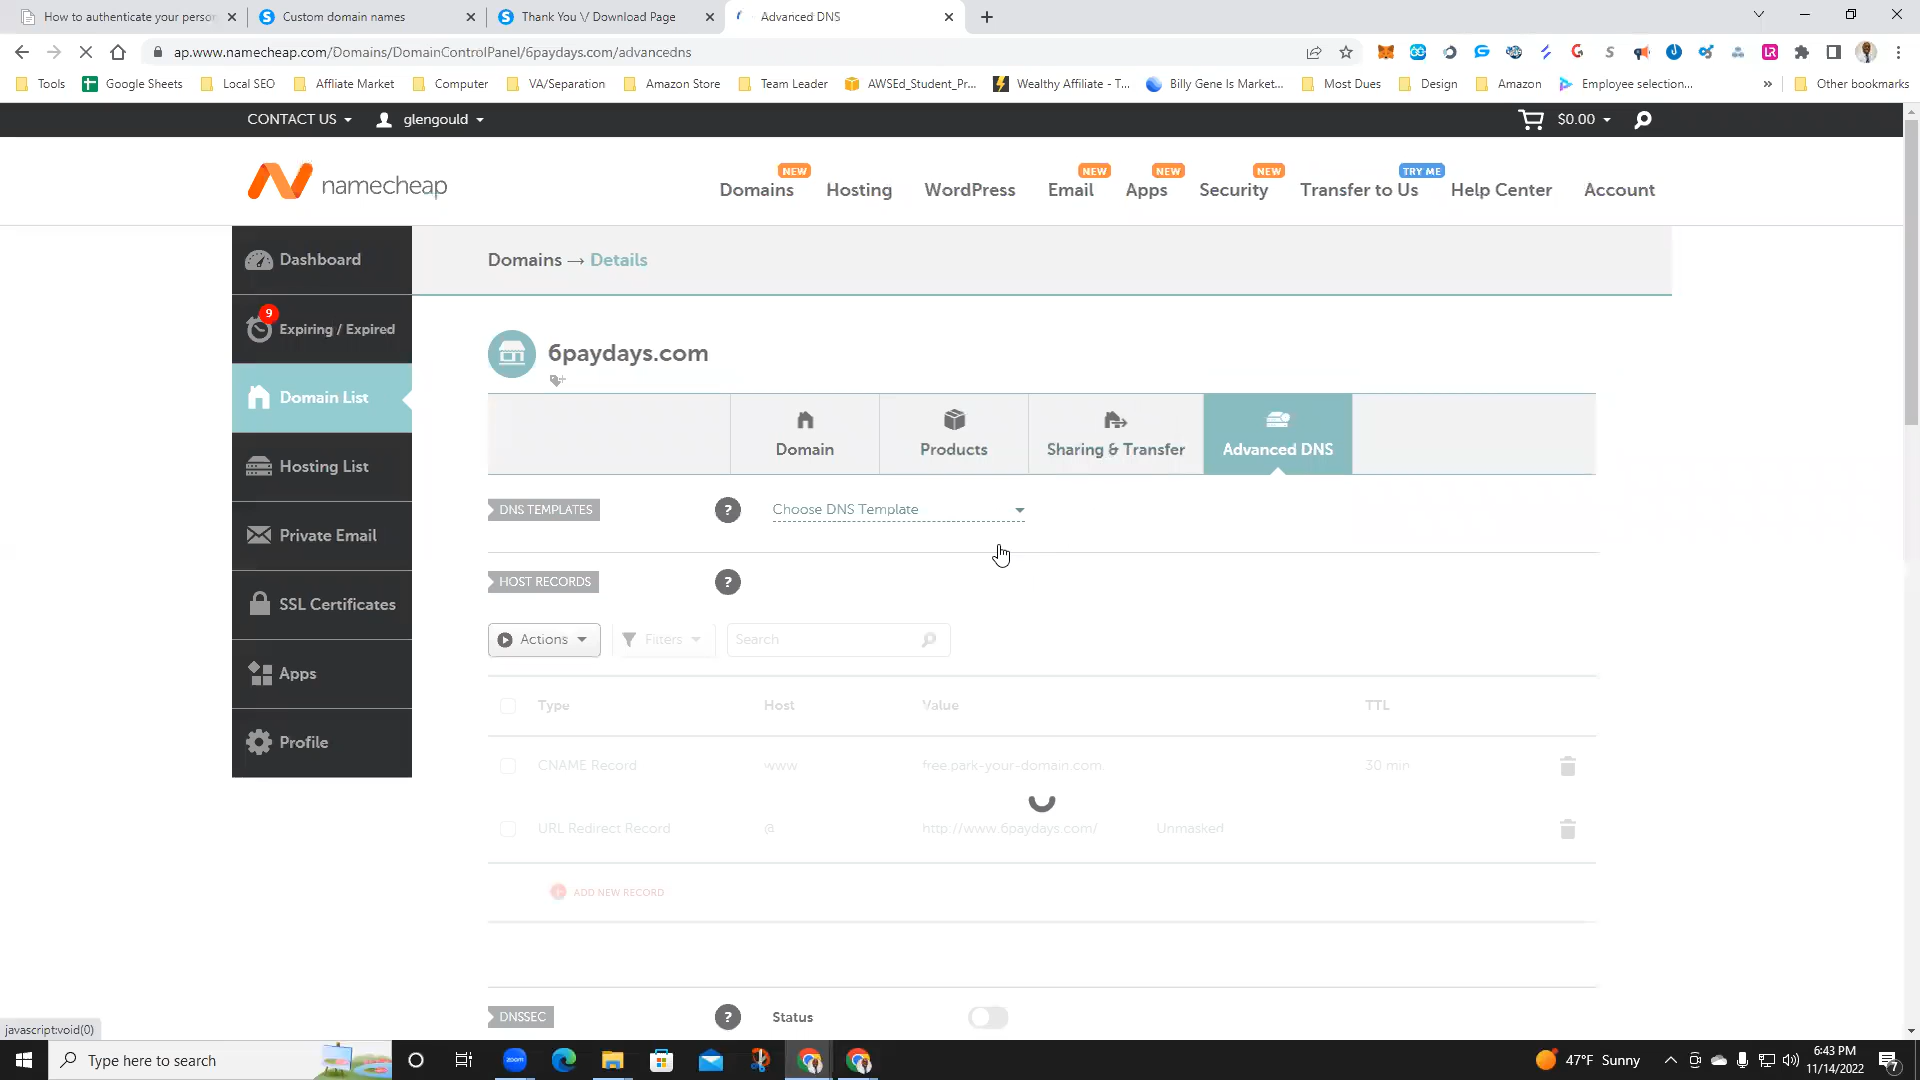 How to authenticate your person
Custom domain names
Thank You \/ Download Page
Advanced DNS
ap.www.namecheap.com/Domains/DomainControlPanel/6paydays.com/advancedns
Tools
Google Sheets
Local SEO
Affliate Market
Computer
VA/Separation
Amazon Store
Team Leader
AWSEd_Student_Pr...
Wealthy Affiliate - T...
Billy Gene Is Market...
Most Dues
Design
Amazon
Employee selection...
»
Other bookmarks
CONTACT US
glengould
$0.00
namecheap
NEW
NEW
NEW
NEW
TRY ME
Domains
Hosting
WordPress
Email
Apps
Security
Transfer to Us
Help Center
Account
Dashboard
9
Expiring / Expired
Domain List
Hosting List
Private Email
SSL Certificates
Apps
Profile
Domains → Details
6paydays.com
Domain
Products
Sharing & Transfer
Advanced DNS
DNS TEMPLATES
?
Choose DNS Template
HOST RECORDS
?
Actions
Filters
Search
Type
Host
Value
TTL
CNAME Record
www
free.park-your-domain.com.
30 min
URL Redirect Record
@
http://www.6paydays.com/
Unmasked
ADD NEW RECORD
DNSSEC
?
Status
javascript:void(0)
Type here to search
zoom
47°F Sunny
6:43 PM
11/14/2022
7